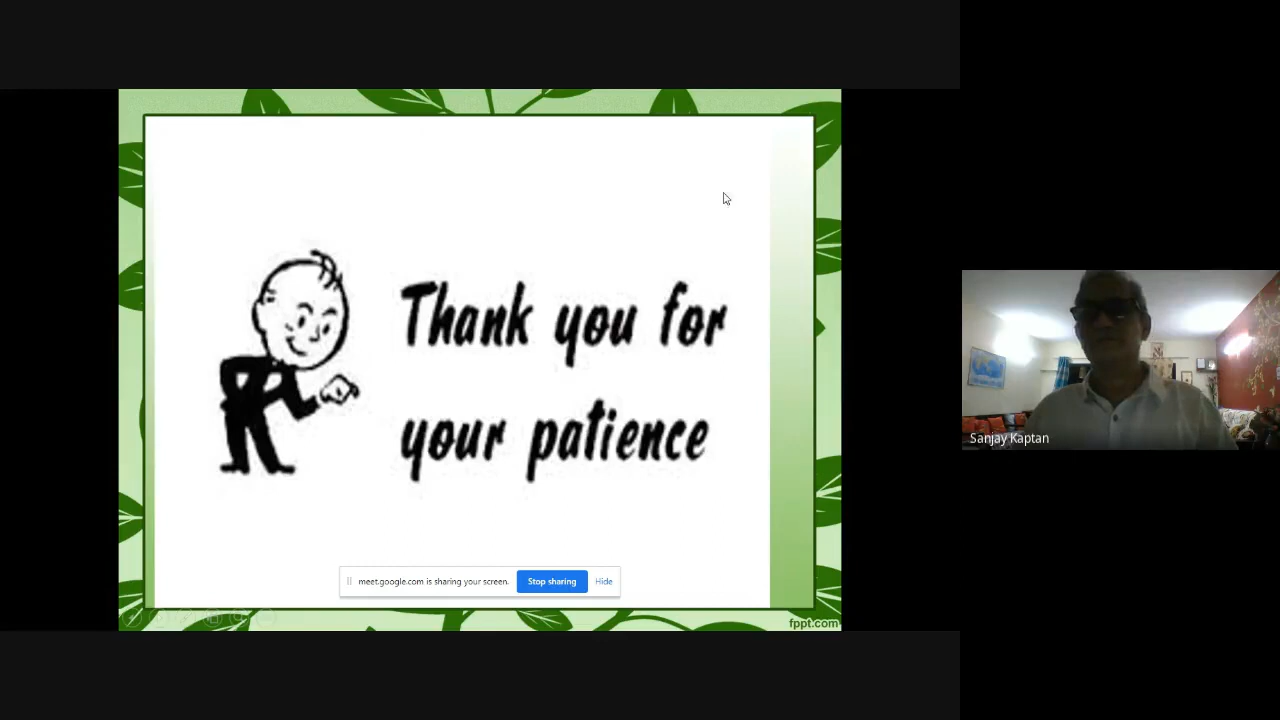 Thank you for
your patience
meet.google.com is sharing your screen. Stop sharing Hide
fppt.com
Sanjay Kaptan